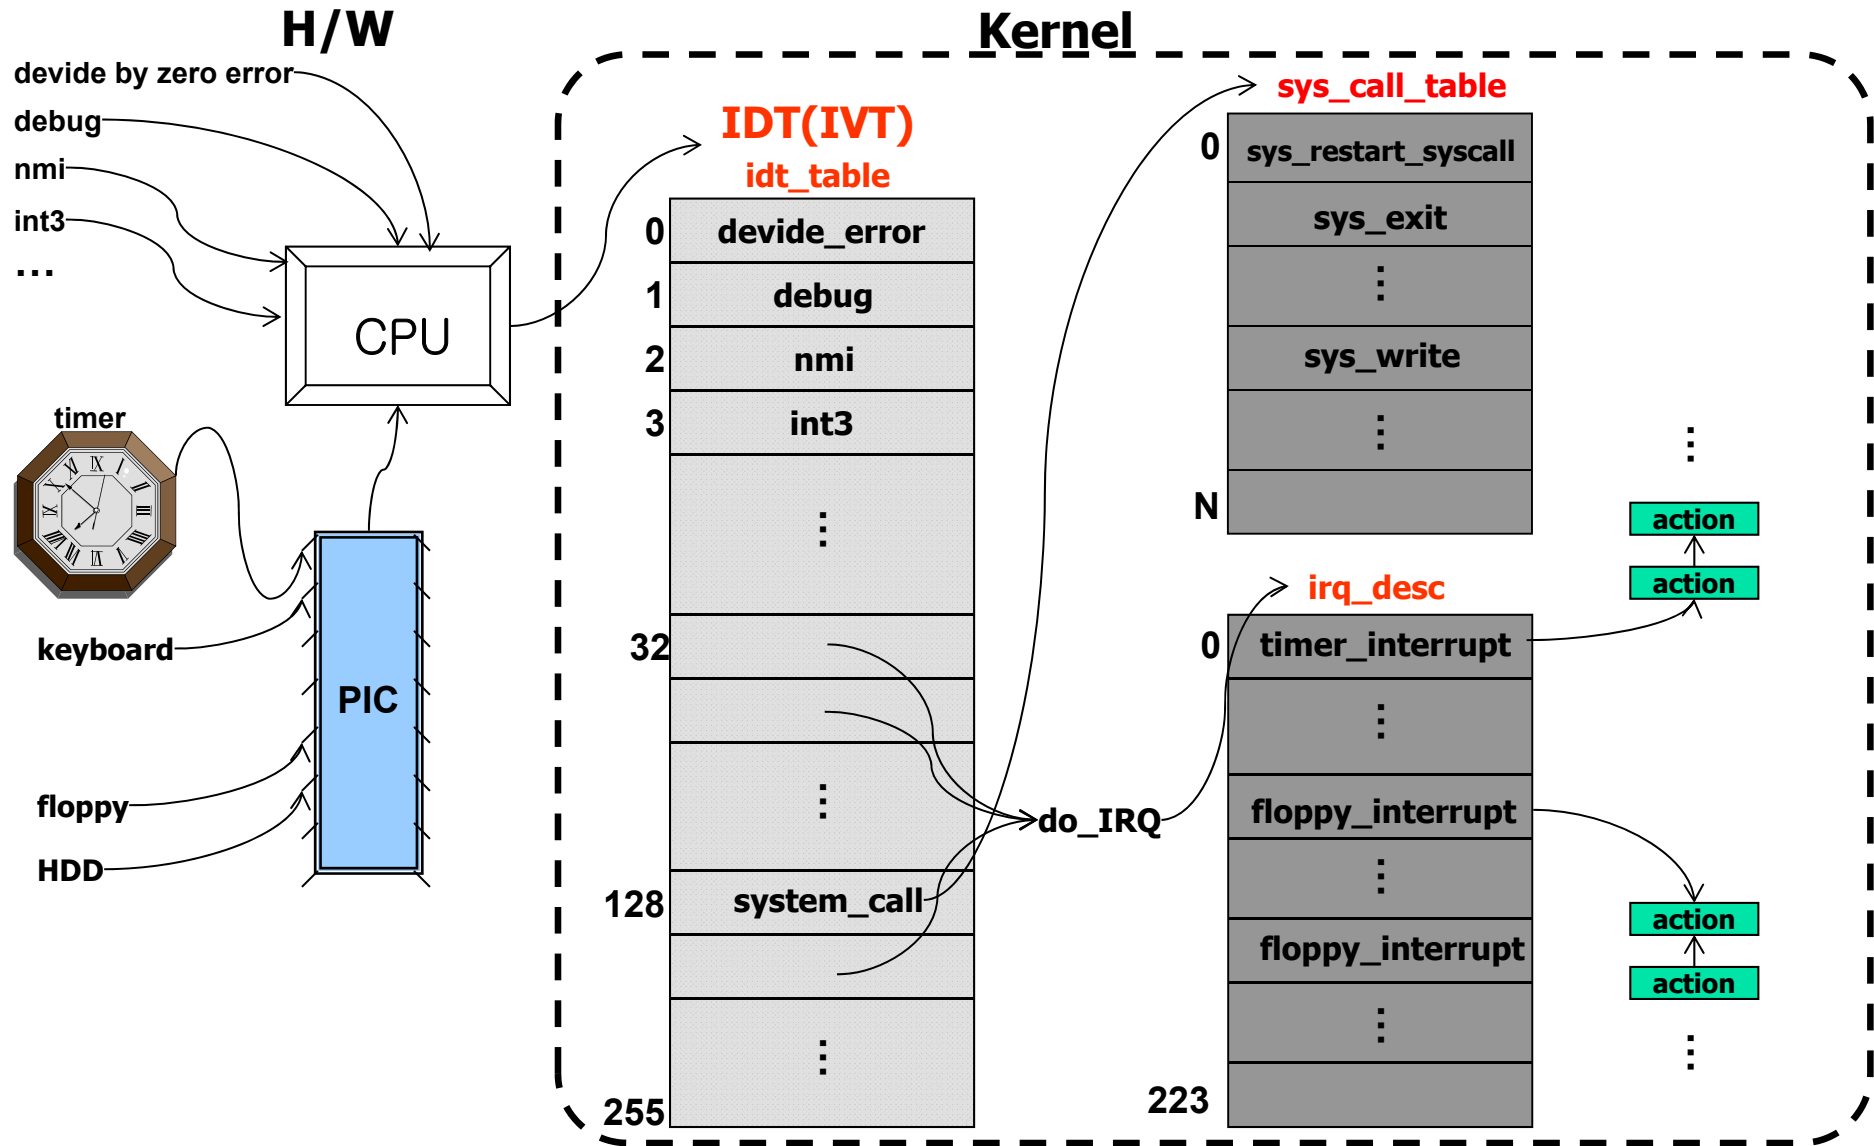 H/W
Kernel
devide by zero error
debug
nmi
int3
...
CPU
timer
keyboard
PIC
floppy
HDD
IDT(IVT)
idt_table
0
devide_error
1
debug
2
nmi
3
int3
...
32
...
128
system_call
...
255
do_IRQ
sys_call_table
0
sys_restart_syscall
sys_exit
...
sys_write
...
N
irq_desc
0
timer_interrupt
...
floppy_interrupt
...
floppy_interrupt
...
223
...
action
action
action
action
...